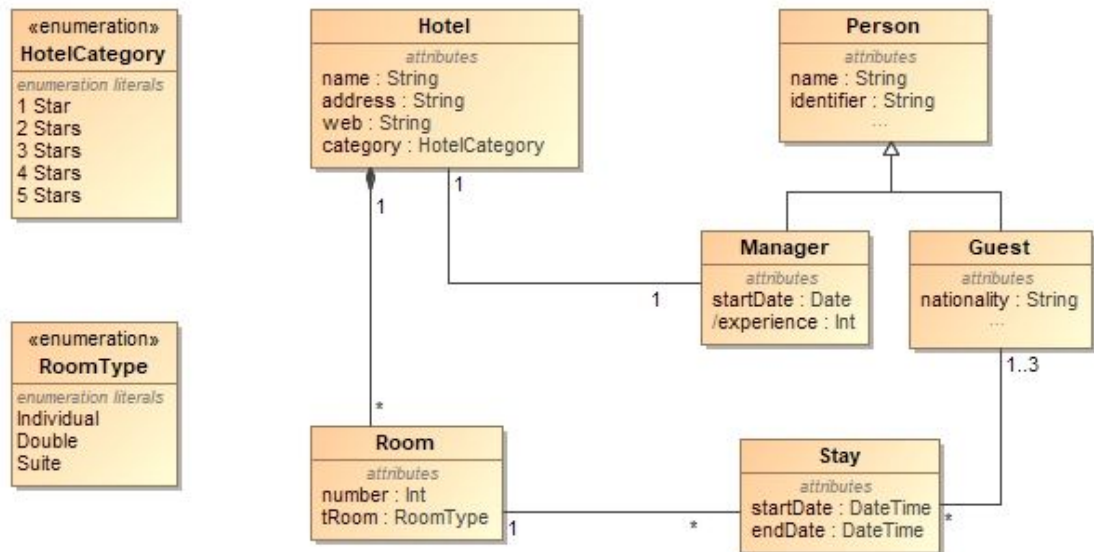 «enumeration»
HotelCategory
enumeration literals
1 Star
2 Stars
3 Stars
4 Stars
5 Stars
Hotel
attributes
name : String
address : String
web : String
category : HotelCategory
Person
attributes
name : String
identifier : String
...
1
1
Manager
attributes
startDate : Date
/experience : Int
1
Guest
attributes
nationality : String
...
1..3
«enumeration»
RoomType
enumeration literals
Individual
Double
Suite
*
Room
attributes
number : Int
tRoom : RoomType
1
*
Stay
attributes
startDate : DateTime
endDate : DateTime
*